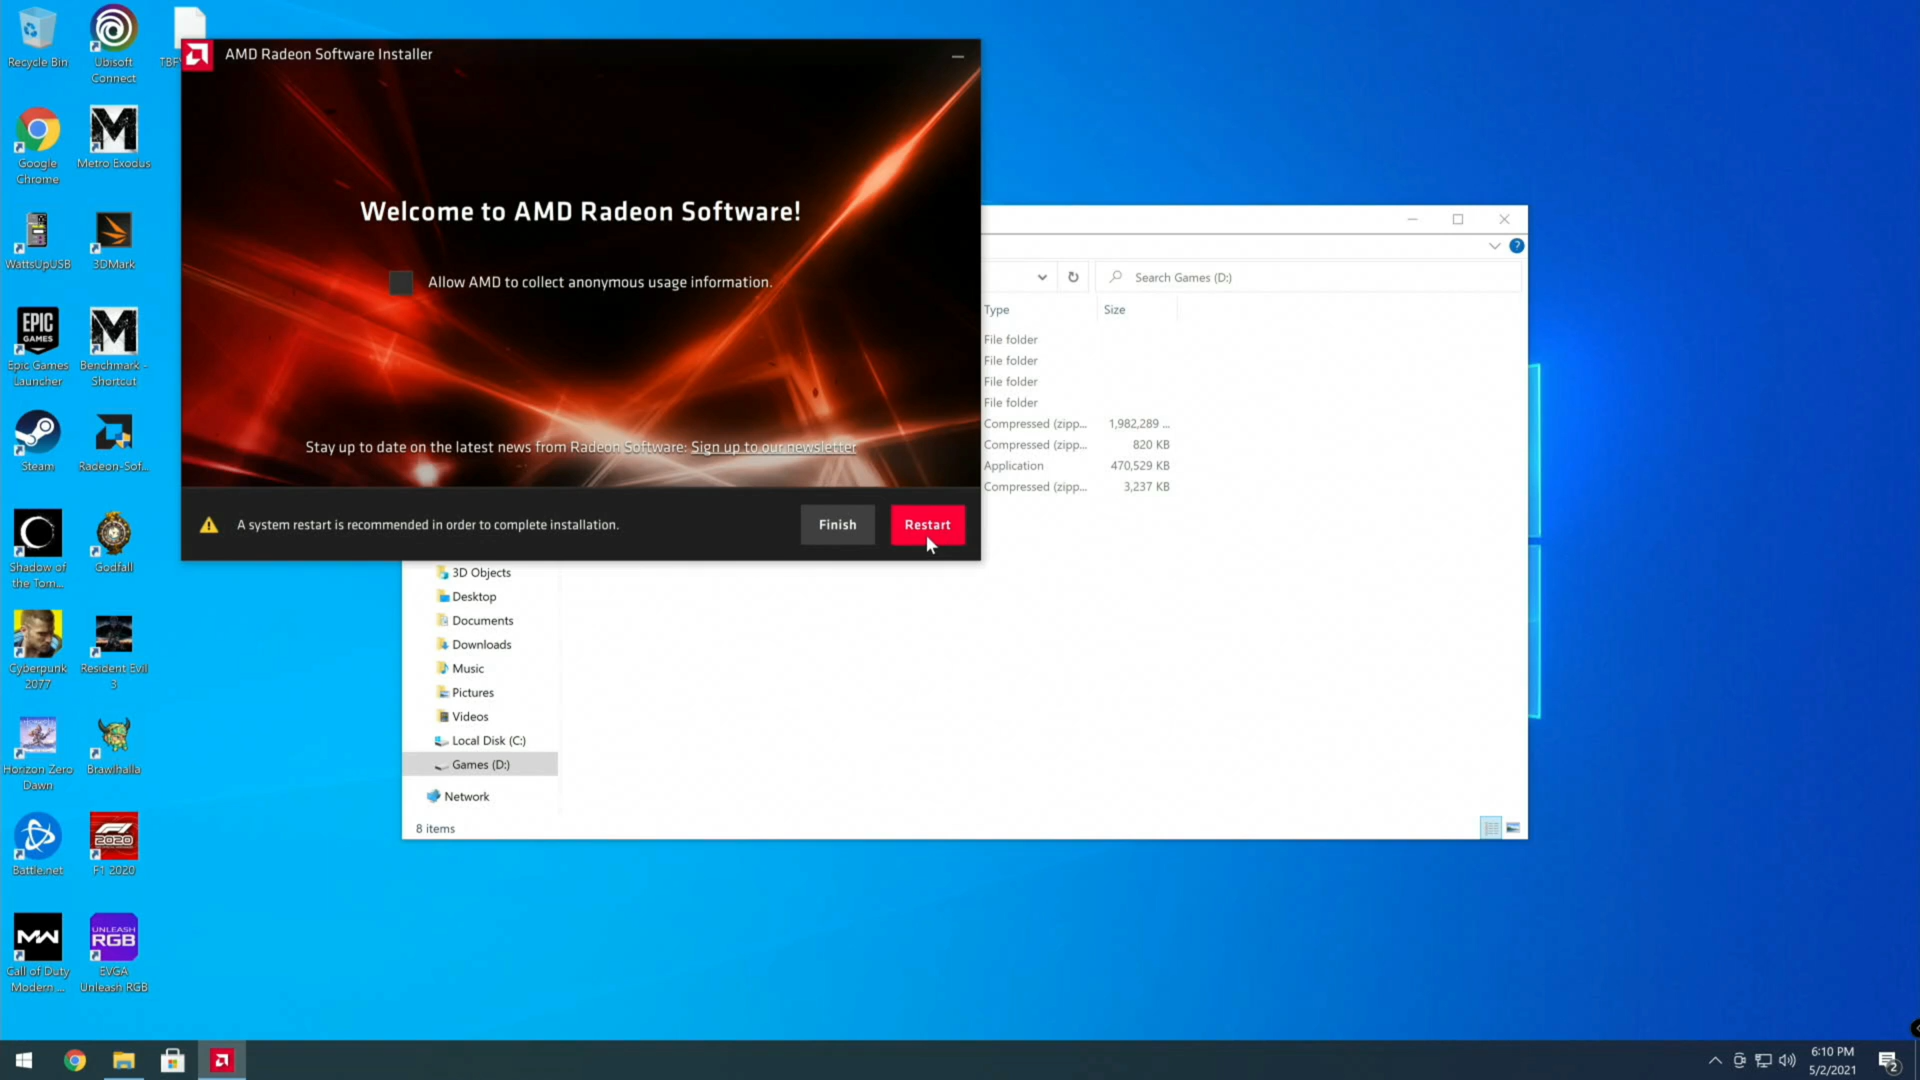 Recycle Bin
Ubisoft
Connect
AMD Radeon Software Installer
Google
Chrome
Metro Exodus
WattsUpUSB
3DMark
EPIC
GAMES
Epic Games
Launcher
Benchmark -
Shortcut
Steam
Radeon-Sof...
Shadow of
the Tom...
Godfall
Cyberpunk
2077
Resident Evil
3
Horizon Zero
Dawn
Brawlhalla
Battle.net
F1 2020
2020
Call of Duty
Modern ...
UNLEASH
RGB
EVGA
Unleash RGB
Welcome to AMD Radeon Software!
Allow AMD to collect anonymous usage information.
Stay up to date on the latest news from Radeon Software: Sign up to our newsletter
A system restart is recommended in order to complete installation.
Finish
Restart
Search Games (D:)
Type
Size
File folder
File folder
File folder
File folder
Compressed (zipp... 1,982,289 ...
Compressed (zipp... 820 KB
Application 470,529 KB
Compressed (zipp... 3,237 KB
3D Objects
Desktop
Documents
Downloads
Music
Pictures
Videos
Local Disk (C:)
Games (D:)
Network
8 items
6:10 PM
5/2/2021
2